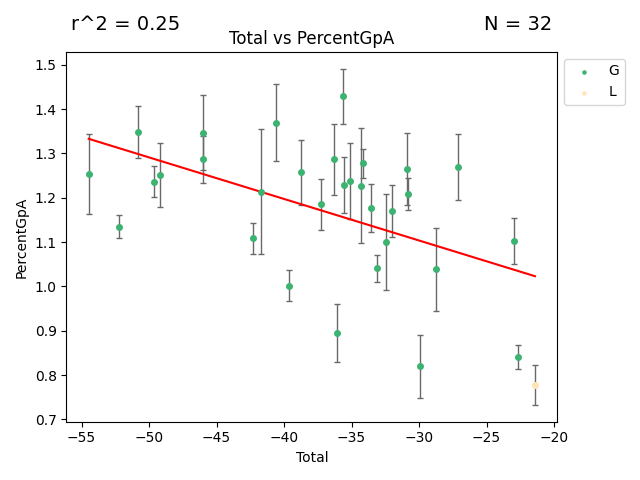 r^2 = 0.25
N = 32
Total vs PercentGpA
G
L
PercentGpA
1.5
1.4
1.3
1.2
1.1
1.0
0.9
0.8
0.7
−55
−50
−45
−40
−35
−30
−25
−20
Total